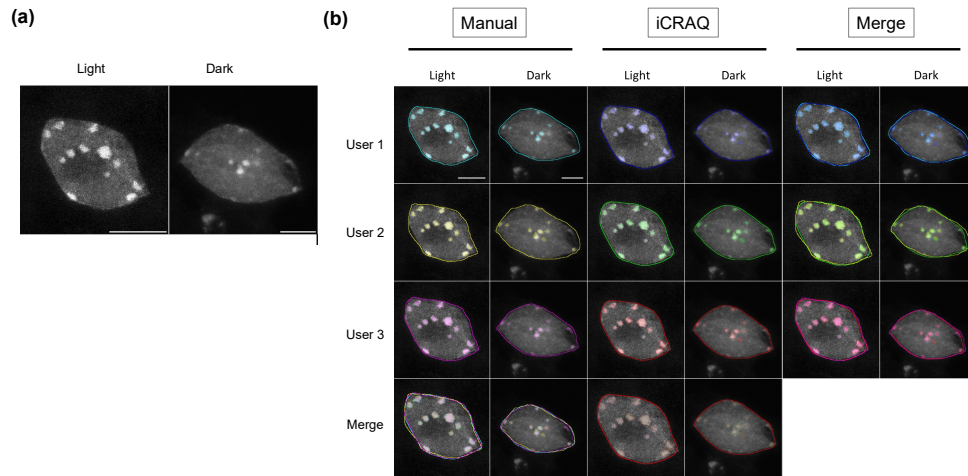 (a)
Light Dark
(b)
Manual iCRAQ Merge
Light Dark Light Dark Light Dark
User 1
User 2
User 3
Merge